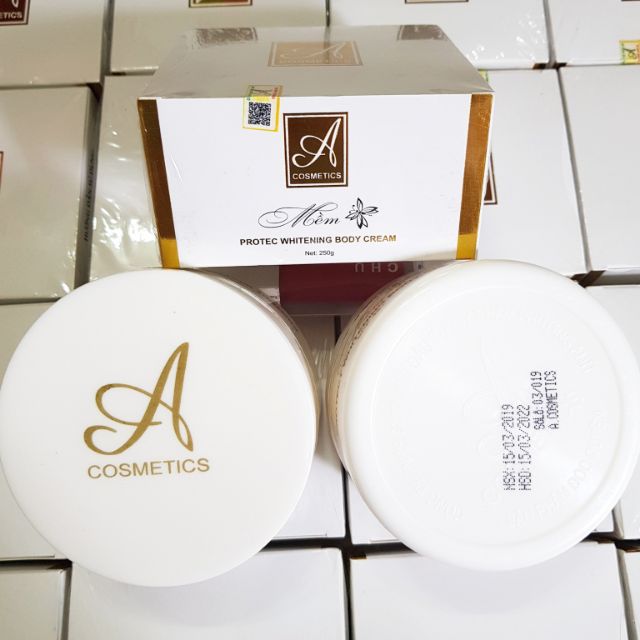 A
COSMETICS
Mềm
PROTEC WHITENING BODY CREAM
Net: 250g
A
COSMETICS
NSX: 15/03/2019
HSD: 15/03/2022
SôLô: 03/019
A.COSMETICS